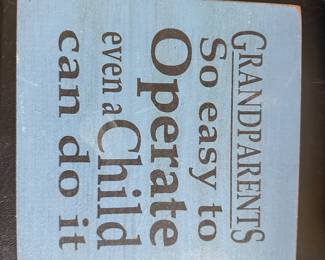 GRANDPARENTS
So easy to
Operate
even a Child
can do it